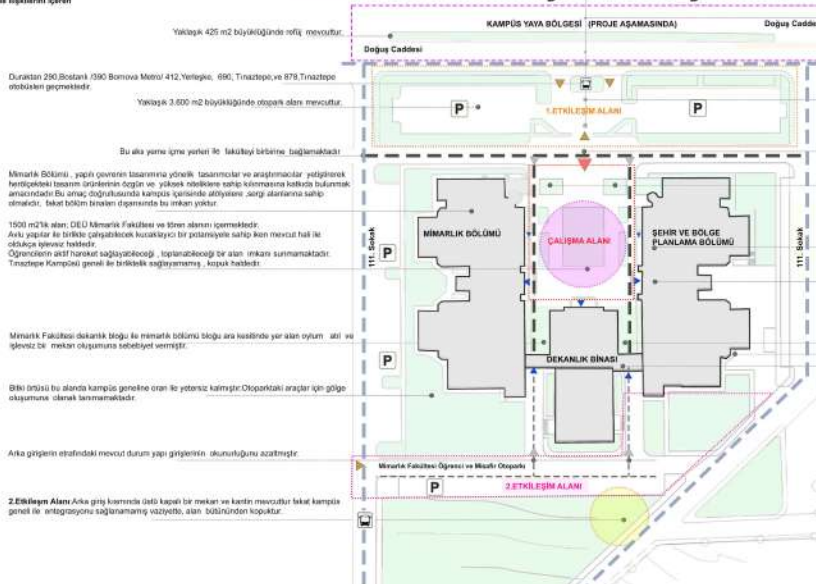 ile ilişkilerini içeren
KAMPÜS YAYA BÖLGESİ (PROJE AŞAMASINDA)
Doğuş Cadde
Doğuş Caddesi
Yaklaşık 425 m2 büyüklüğünde refüj mevcuttur.
Duraktan 290,Bostanlı /390 Bornova Metro/ 412,Yerleşke, 690, Tınaztepe,ve 879,Tınaztepe
otobüsleri geçmektedir.
Yaklaşık 3.600 m2 büyüklüğünde otopark alanı mevcuttur.
P
1.ETKİLEŞİM ALANI
P
Bu aks yeme içme yerleri ile fakülteyi birbirine bağlamaktadır
Mimarlık Bölümü , yapılı çevrenin tasarımına yönelik tasarımcılar ve araştırmacılar yetiştirerek
herölçekteki tasarım ürünlerinin özgün ve yüksek niteliklere sahip kılınmasına katkıda bulunmak
amacındadır.Bu amaç doğrultusunda kampüs içerisinde atölyelere ,sergi alanlarına sahip
olmalıdır, fakat bölüm binaları dışarısında bu imkan yoktur.
1500 m2'lik alan; DEÜ Mimarlık Fakültesi ve tören alanını içermektedir.
Avlu yapılar ile birlikte çalışabilecek kucaklayıcı bir potansiyele sahip iken mevcut hali ile
oldukça işlevsiz haldedir.
Öğrencilerin aktif hareket sağlayabileceği , toplanabileceği bir alan imkanı sunmamaktadır.
Tınaztepe Kampüsü geneli ile birliktelik sağlayamamış , kopuk haldedir.
111. Sokak
P
MİMARLIK BÖLÜMÜ
ÇALIŞMA ALANI
ŞEHİR VE BÖLGE
PLANLAMA BÖLÜMÜ
111. Sokak
Mimarlık Fakültesi dekanlık bloğu ile mimarlık bölümü bloğu ara kesitinde yer alan oylum atıl ve
işlevsiz bir mekan oluşumuna sebebiyet vermiştir.
P
DEKANLIK BİNASI
Bitki örtüsü bu alanda kampüs geneline oran ile yetersiz kalmıştır.Otoparktaki araçlar için gölge
oluşumuna olanak tanımamaktadır.
Arka girişlerin etrafındaki mevcut durum yapı girişlerinin okunurluğunu azaltmıştır.
Mimarlık Fakültesi Öğrenci ve Misafir Otoparkı
P
2.ETKİLEŞİM ALANI
2.Etkileşim Alanı:Arka giriş kısmında üstü kapalı bir mekan ve kantin mevcuttur fakat kampüs
geneli ile entegrasyonu sağlanamamış vaziyette, alan bütününden kopuktur.